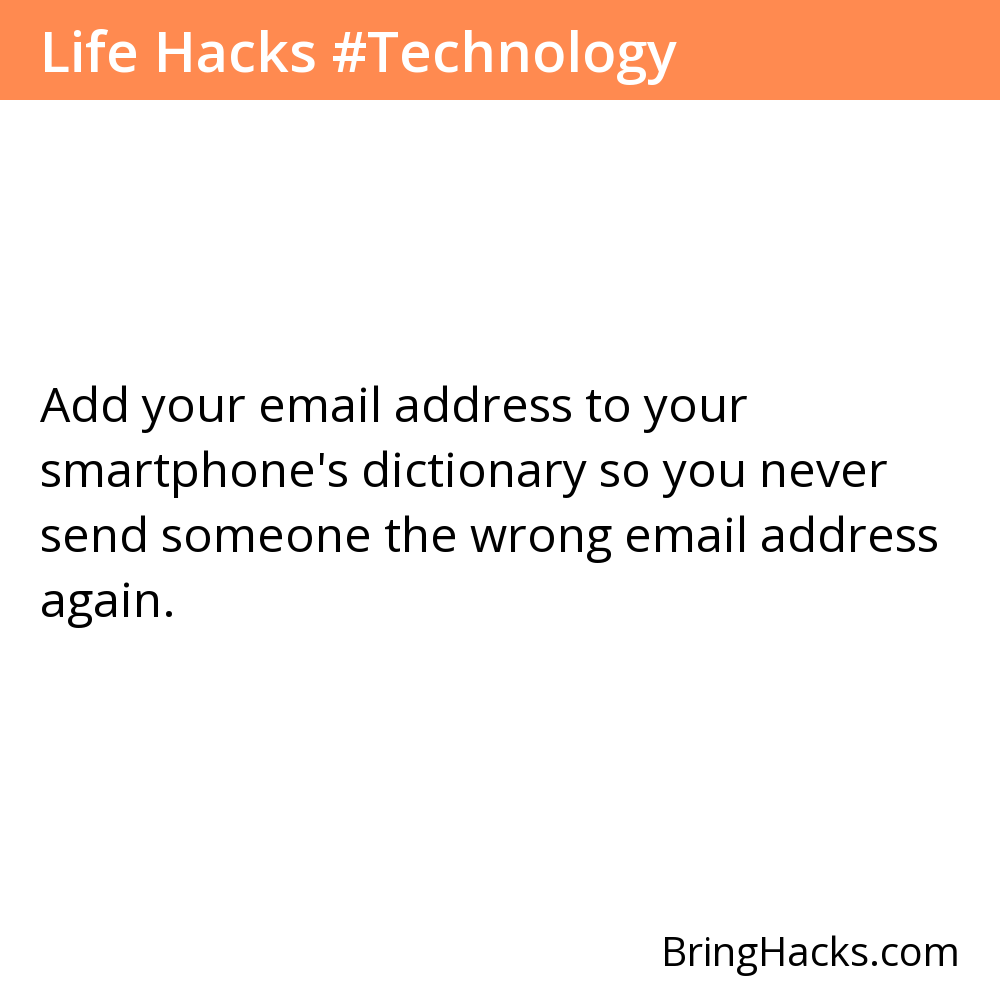 Life Hacks #Technology
Add your email address to your
smartphone's dictionary so you never
send someone the wrong email address
again.
BringHacks.com